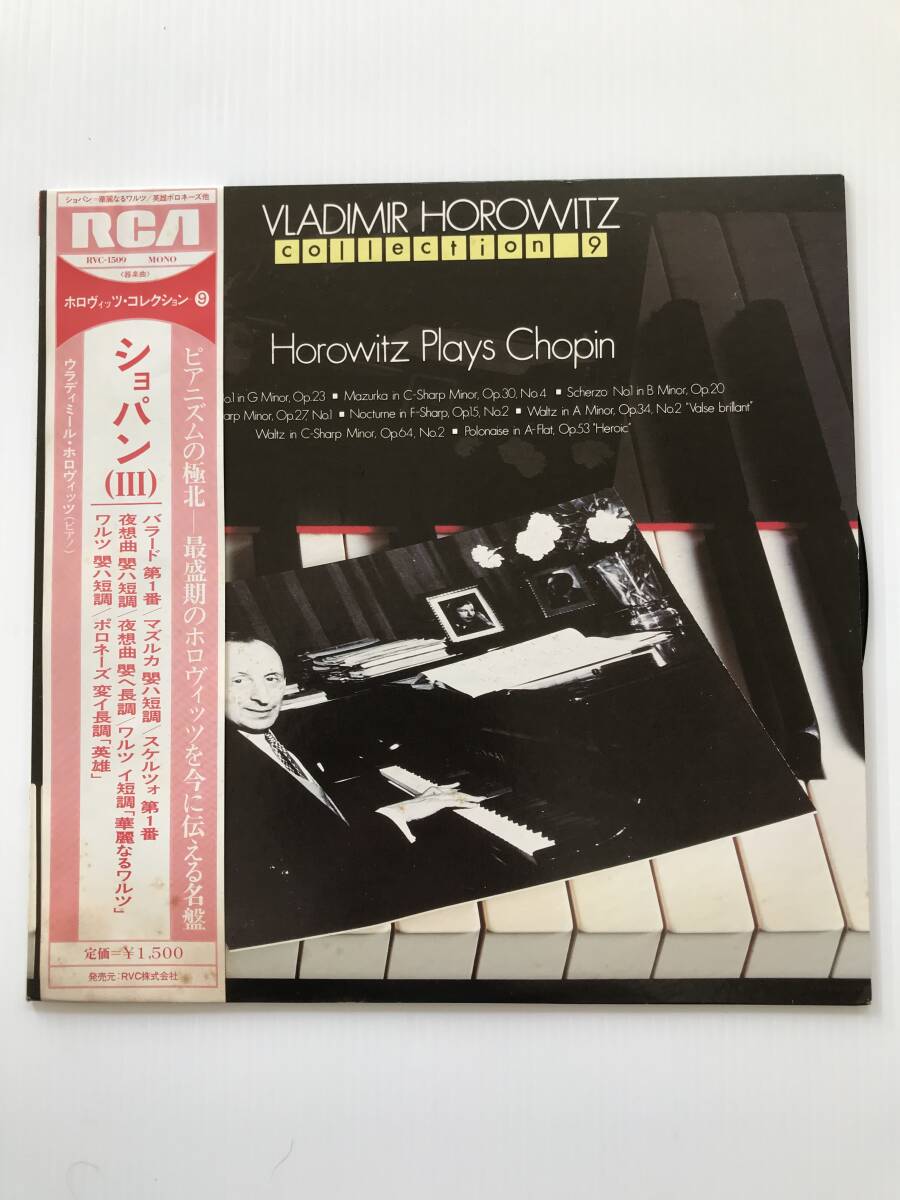 ショパン=華麗なるワルツ/英雄ポロネーズ他
RCA
RVC-1509 MONO
〈器楽曲〉
ホロヴィッツ・コレクション 9
ピアニズムの極北—最盛期のホロヴィッツを今に伝える名盤
ショパン(III)
バラード 第1番/マズルカ 嬰ハ短調/スケルツォ 第1番
夜想曲 嬰ハ短調/夜想曲 嬰ヘ長調/ワルツ イ短調「華麗なるワルツ」
ワルツ 嬰ハ短調/ポロネーズ 変イ長調「英雄」
ウラディミール・ホロヴィッツ(ピアノ)
定価=¥1,500
発売元:RVC株式会社
VLADIMIR HOROWITZ
collection 9
Horowitz Plays Chopin
1 in G Minor, Op.23 ■ Mazurka in C-Sharp Minor, Op.30, No.4 ■ Scherzo No.1 in B Minor, Op.20
Minor, Op.27 No.1 ■ Nocturne in F-Sharp, Op.15, No.2 ■ Waltz in A Minor, Op.34, No.2 "Valse brillant"
Waltz in C-Sharp Minor, Op.64, No.2 ■ Polonaise in A-Flat, Op.53 "Heroic"